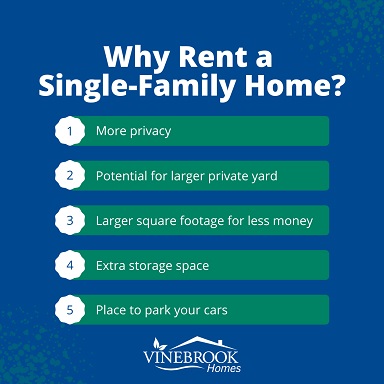 Why Rent a
Single-Family Home?
1 More privacy
2 Potential for larger private yard
3 Larger square footage for less money
4 Extra storage space
5 Place to park your cars
VINEBROOK
Homes